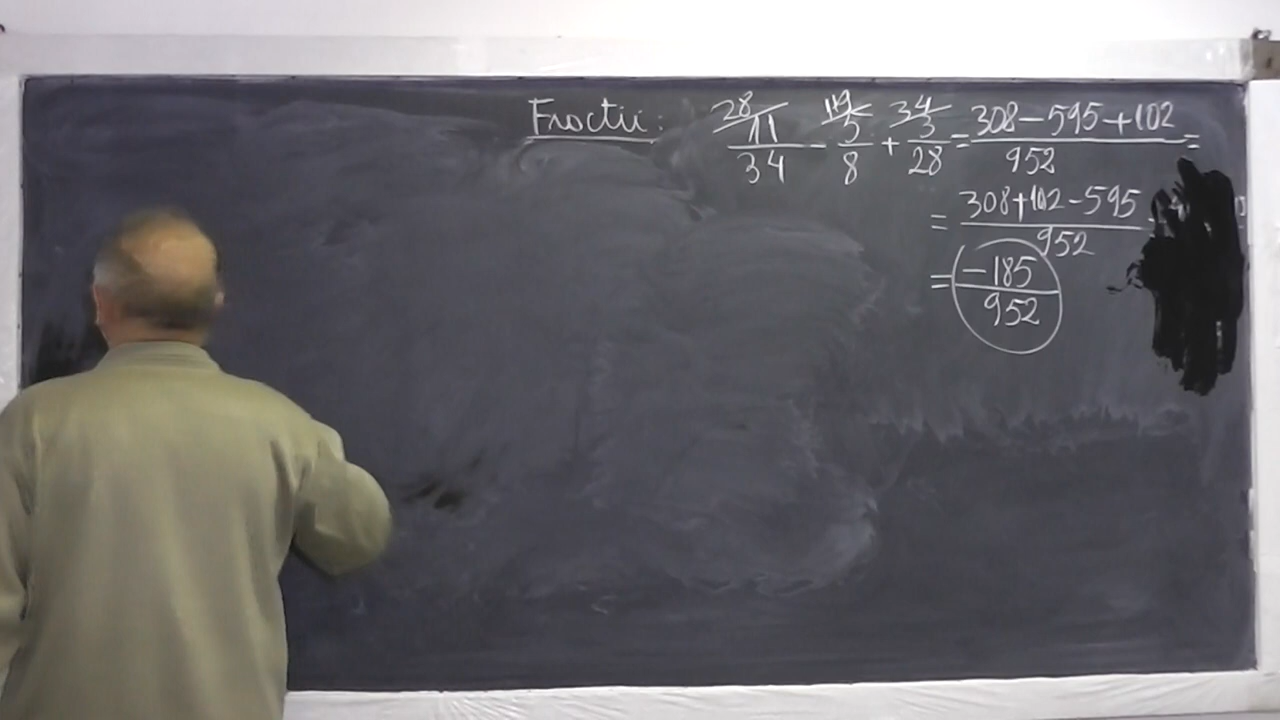 Fractii: 28/ 11/34 - 119/ 5/8 + 34/ 3/28 = 308-595+102/952 =
= 308+102-595/952
= -185/952